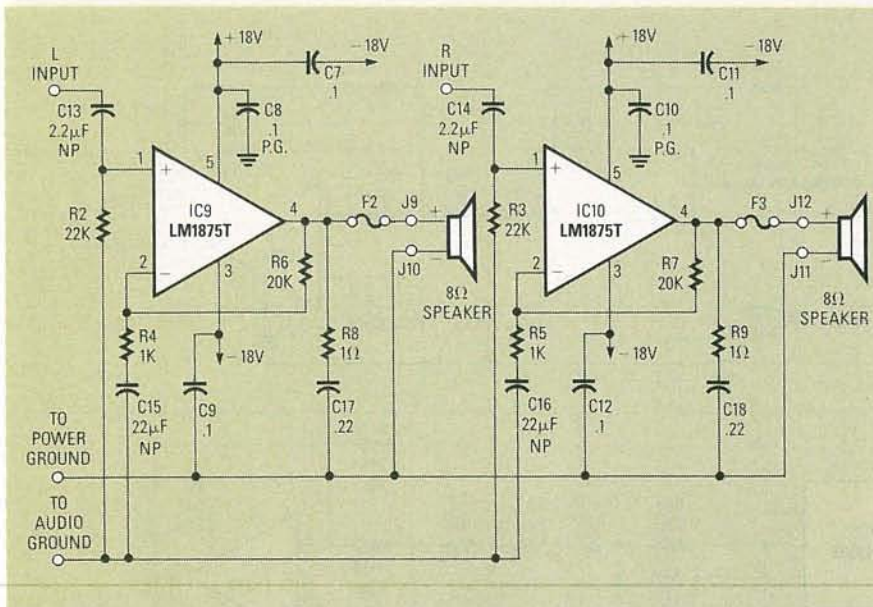 L
INPUT
C13
2.2μF
NP
+18V
-18V
C7
.1
C8
.1
P.G.
1
+
5
R2
22K
IC9
LM1875T
4
F2
J9
+
J10
-
8Ω
SPEAKER
2
-
3
R6
20K
R4
1K
R8
1Ω
-18V
C15
22μF
NP
C9
.1
C17
.22
R
INPUT
C14
2.2μF
NP
+18V
-18V
C11
.1
C10
.1
P.G.
1
+
5
R3
22K
IC10
LM1875T
4
F3
J12
+
J11
-
8Ω
SPEAKER
2
-
3
R7
20K
R5
1K
R9
1Ω
-18V
C16
22μF
NP
C12
.1
C18
.22
TO
POWER
GROUND
TO
AUDIO
GROUND